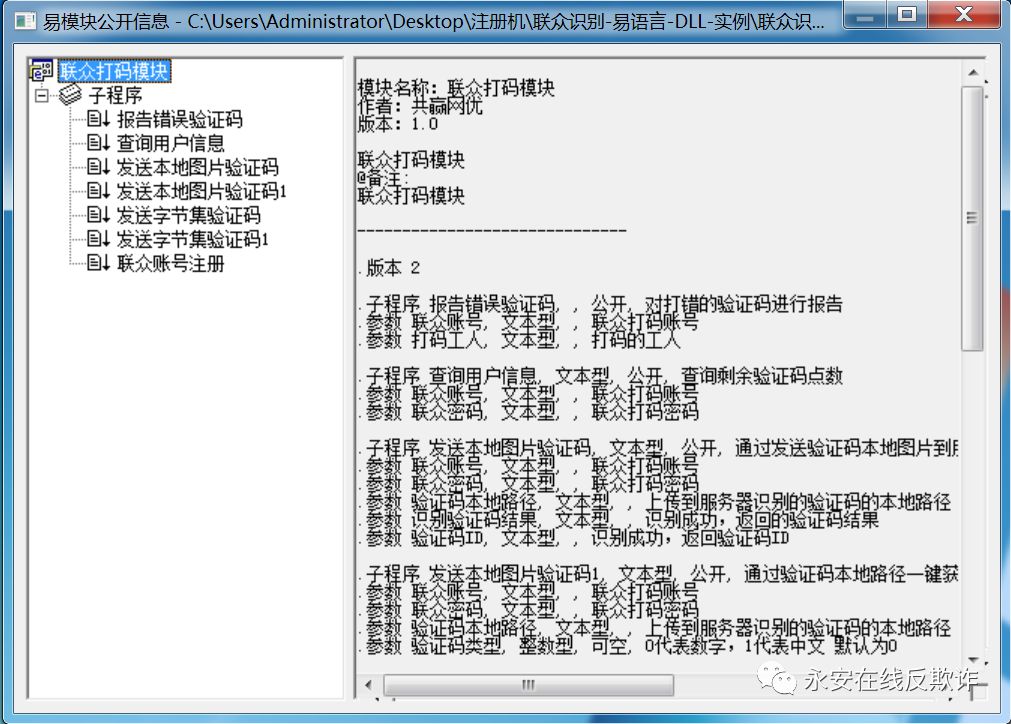 易模块公开信息 - C:\Users\Administrator\Desktop\注册机\联众识别-易语言-DLL-实例\联众识...
联众打码模块
子程序
报告错误验证码
查询用户信息
发送本地图片验证码
发送本地图片验证码1
发送字节集验证码
发送字节集验证码1
联众账号注册
模块名称：联众打码模块
作者：共赢网优
版本：1.0
联众打码模块
@备注:
联众打码模块
------------------------------
.版本 2
.子程序 报告错误验证码, , 公开, 对打错的验证码进行报告
.参数 联众账号, 文本型, , 联众打码账号
.参数 打码工人, 文本型, , 打码的工人
.子程序 查询用户信息, 文本型, 公开, 查询剩余验证码点数
.参数 联众账号, 文本型, , 联众打码账号
.参数 联众密码, 文本型, , 联众打码密码
.子程序 发送本地图片验证码, 文本型, 公开, 通过发送验证码本地图片到
.参数 联众账号, 文本型, , 联众打码账号
.参数 联众密码, 文本型, , 联众打码密码
.参数 验证码本地路径, 文本型, , 上传到服务器识别的验证码的本地路径
.参数 识别验证码结果, 文本型, , 识别成功，返回的验证码结果
.参数 验证码ID, 文本型, , 识别成功，返回验证码ID
.子程序 发送本地图片验证码1, 文本型, 公开, 通过验证码本地路径一键获
.参数 联众账号, 文本型, , 联众打码账号
.参数 联众密码, 文本型, , 联众打码密码
.参数 验证码本地路径, 文本型, , 上传到服务器识别的验证码的本地路径
.参数 验证码类型, 整数型, 可空, 0代表数字，1代表中文 默认为0
永安在线反欺诈